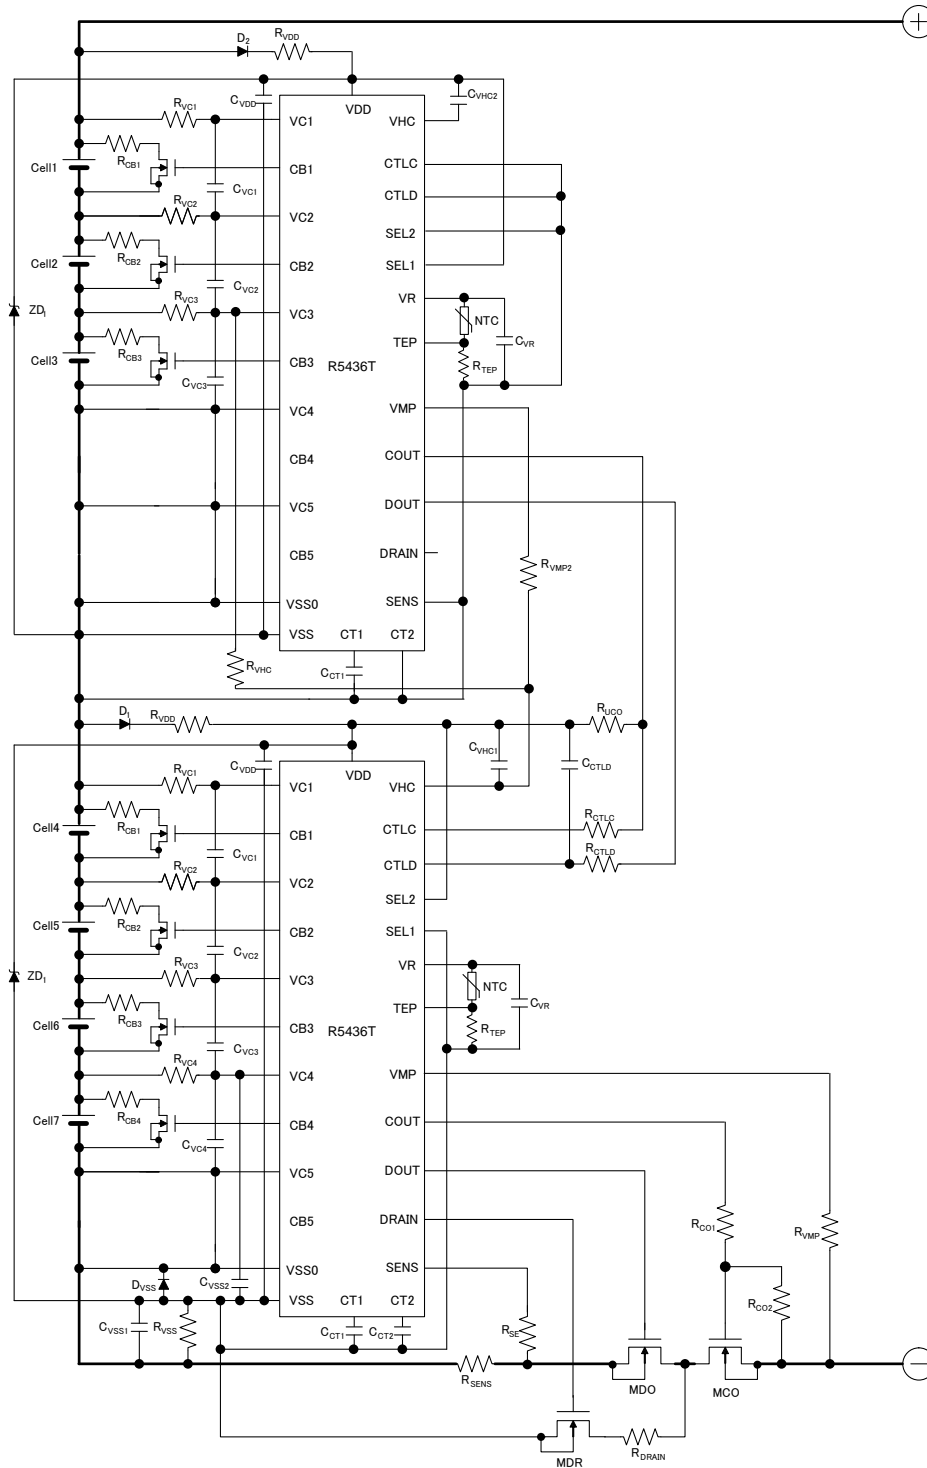 +
D2 RVDD
CVDD VDD CVHC2
RVC1 VC1 VHC
Cell1 RCB1 CB1 CTLC
CVC1 CTLD
RVC2 VC2 SEL2
Cell2 RCB2 CB2 SEL1
CVC2
RVC3 VR NTC
ZD1 VC3 CVR
TEP
Cell3 RCB3 CB3 R5436T RTEP
CVC3
VC4 VMP
CB4 COUT
VC5 DOUT
CB5 DRAIN RVMP2
VSS0 SENS
VSS CT1 CT2
RVHC CCT1
D1 RVDD RUCO
CVDD VDD CVHC1 CCTLD
RVC1 VC1 VHC
Cell4 RCB1 CB1 CTLC RCTLC
CVC1 RCTLD
RVC2 VC2 CTLD
SEL2
Cell5 RCB2 CB2 SEL1
CVC2
RVC3 VR
ZD1 VC3 NTC
CVR
TEP
Cell6 RCB3 CB3 R5436T RTEP
CVC3
RVC4 VC4 VMP
Cell7 RCB4 CB4 COUT
CVC4
VC5 DOUT
CB5 DRAIN RCO1 RVMP
VSS0 SENS
DVSS CVSS2
VSS CT1 CT2 RCO2
CVSS1 RVSS CCT1 CCT2 RSE
−
RSENS MDO MCO
MDR RDRAIN